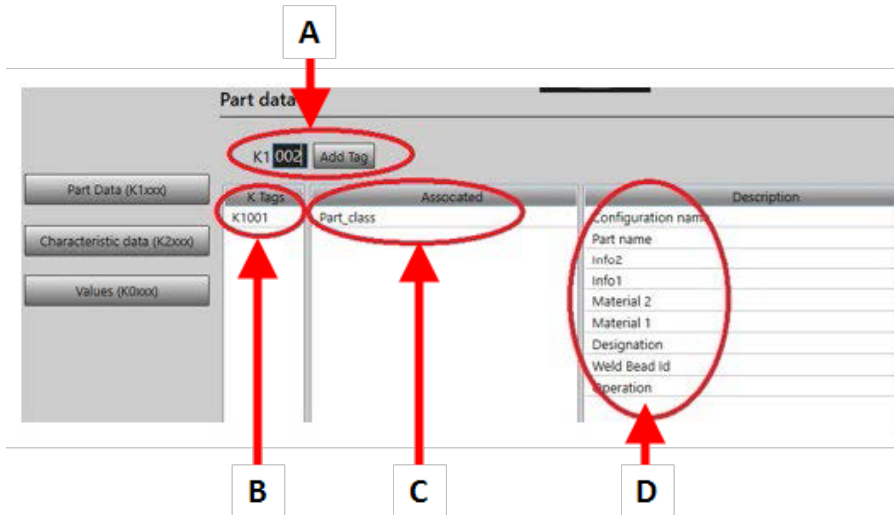 A
Part data
K1 002 Add Tag
Part Data (K1xxx)
Characteristic data (K2xxx)
Values (K0xxx)
K Tags Assocated Description
K1001 Part_class Configuration name
Part name
Info2
Info1
Material 2
Material 1
Designation
Weld Bead Id
Operation
B C D